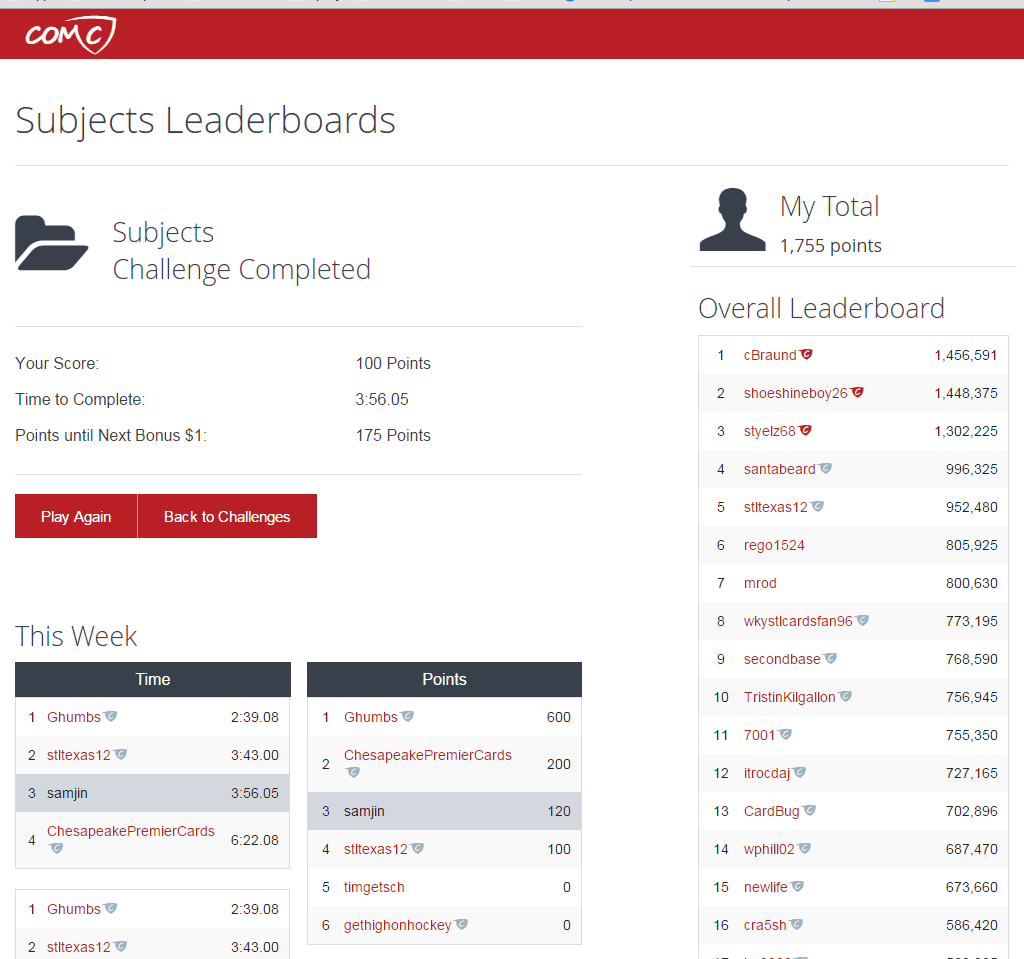 COMC
Subjects Leaderboards
Subjects
Challenge Completed
Your Score: 100 Points
Time to Complete: 3:56.05
Points until Next Bonus $1: 175 Points
Play Again Back to Challenges
This Week
Time
1 Ghumbs 2:39.08
2 stltexas12 3:43.00
3 samjin 3:56.05
4 ChesapeakePremierCards 6:22.08
1 Ghumbs 2:39.08
2 stltexas12 3:43.00
Points
1 Ghumbs 600
2 ChesapeakePremierCards 200
3 samjin 120
4 stltexas12 100
5 timgetsch 0
6 gethighonhockey 0
My Total
1,755 points
Overall Leaderboard
1 cBraund 1,456,591
2 shoeshineboy26 1,448,375
3 styelz68 1,302,225
4 santabeard 996,325
5 stltexas12 952,480
6 rego1524 805,925
7 mrod 800,630
8 wkystlcardsfan96 773,195
9 secondbase 768,590
10 TristinKilgallon 756,945
11 7001 755,350
12 itrocdaj 727,165
13 CardBug 702,896
14 wphill02 687,470
15 newlife 673,660
16 cra5sh 586,420